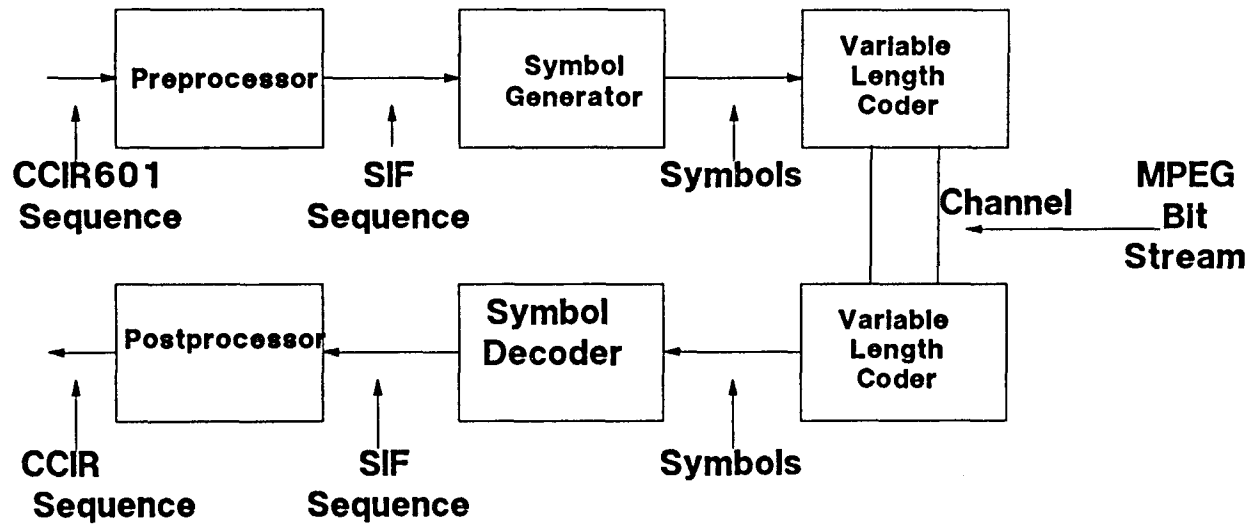 Preprocessor
Symbol
Generator
Variable
Length
Coder
CCIR601
Sequence
SIF
Sequence
Symbols
Channel
MPEG
Bit
Stream
Postprocessor
Symbol
Decoder
Variable
Length
Coder
CCIR
Sequence
SIF
Sequence
Symbols